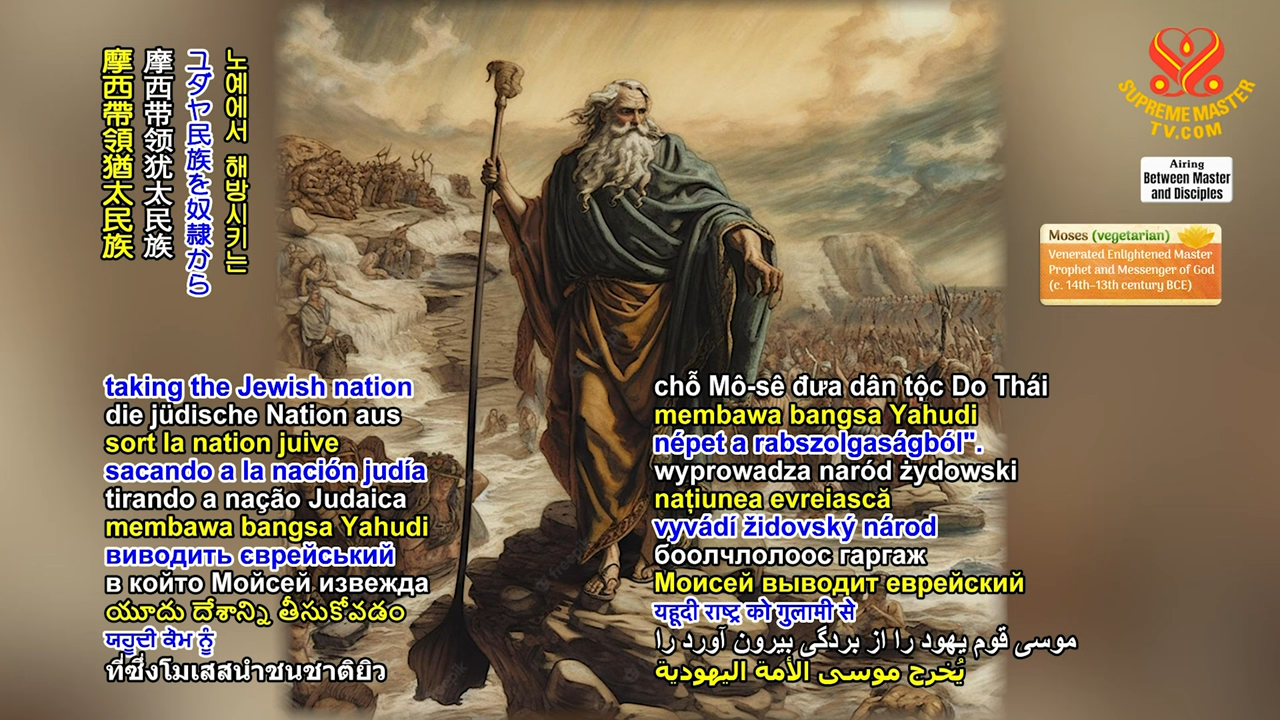 摩西帶領猶太民族
摩西带领犹太民族
ユダヤ民族を奴隷から
노예에서 해방시키는
SUPREME MASTER
TV.COM
Airing
Between Master
and Disciples
Moses (vegetarian)
Venerated Enlightened Master
Prophet and Messenger of God
(c. 14th-13th century BCE)
taking the Jewish nation
die jüdische Nation aus
sort la nation juive
sacando a la nación judía
tirando a nação Judaica
membawa bangsa Yahudi
виводить єврейський
в който Мойсей извежда
యూదు దేశాన్ని తీసుకోవడం
ਯਹੂਦੀ ਕੌਮ ਨੂੰ
ที่ซึ่งโมเสสนำชนชาติยิว
chỗ Mô-sê đưa dân tộc Do Thái
membawa bangsa Yahudi
népet a rabszolgaságból".
wyprowadza naród żydowski
națiunea evreiască
vyvádí židovský národ
боолчлолоос гаргаж
Моисей выводит еврейский
यहूदी राष्ट्र को गुलामी से
موسی قوم یهود را از بردگی بیرون آورد را
يُخرج موسى الأمة اليهودية